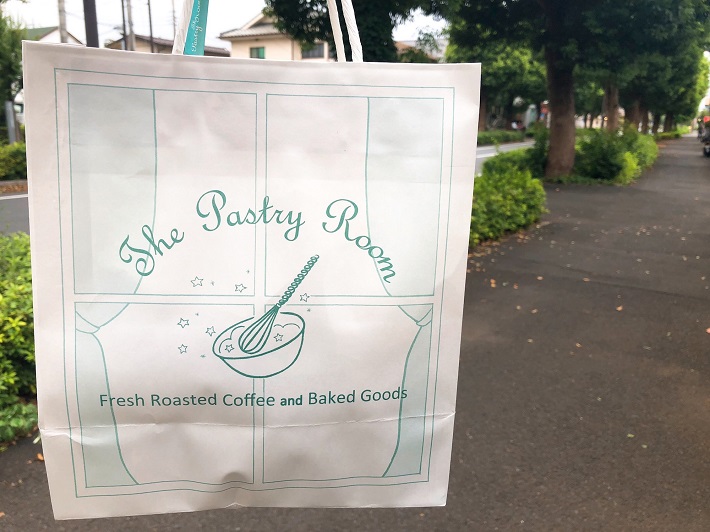 The Pastry Room
Fresh Roasted Coffee and Baked Goods